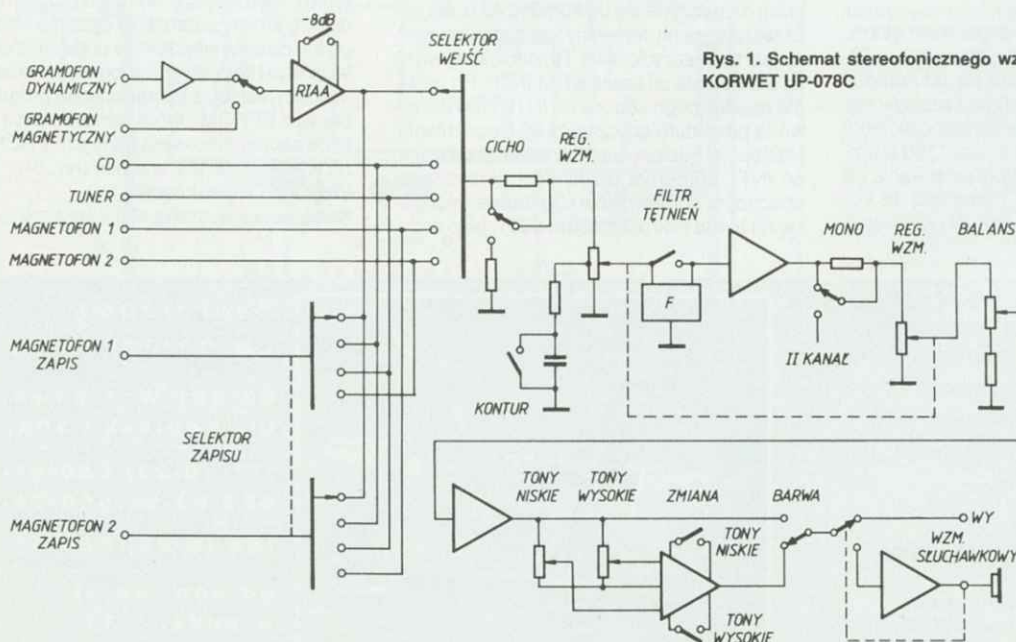 Rys. 1. Schemat stereofonicznego wz
KORWET UP-078C
-8dB
SELEKTOR
WEJŚĆ
GRAMOFON
DYNAMICZNY
RIAA
GRAMOFON
MAGNETYCZNY
CD
TUNER
MAGNETOFON 1
MAGNETOFON 2
CICHO
REG.
WZM.
FILTR
TĘTNIEŃ
F
KONTUR
MONO
REG.
WZM.
BALANS
II KANAŁ
MAGNETOFON 1
ZAPIS
SELEKTOR
ZAPISU
MAGNETOFON 2
ZAPIS
TONY
NISKIE
TONY
WYSOKIE
ZMIANA
TONY
NISKIE
TONY
WYSOKIE
BARWA
WY
WZM.
SŁUCHAWKOWY